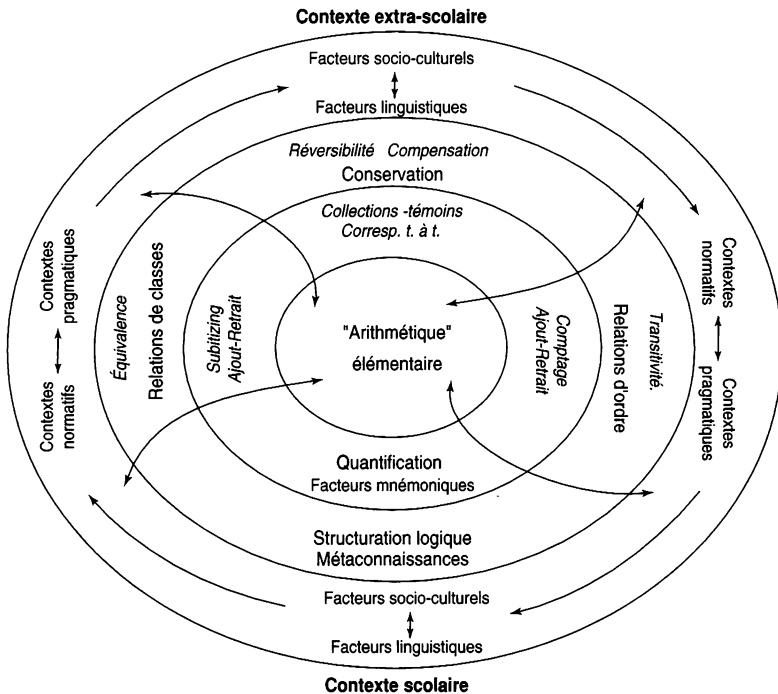 Contexte extra-scolaire
Facteurs socio-culturels
Facteurs linguistiques
Réversibilité Compensation
Conservation
Collections -témoins
Corresp. t. à t.
Contextes
pragmatiques
Contextes
normatifs
Équivalence
Relations de classes
Subitizing
Ajout-Retrait
"Arithmétique"
élémentaire
Comptage
Ajout-Retrait
Relations d'ordre
Transitivité.
Contextes
normatifs
Contextes
pragmatiques
Quantification
Facteurs mnémoniques
Structuration logique
Métaconnaissances
Facteurs socio-culturels
Facteurs linguistiques
Contexte scolaire